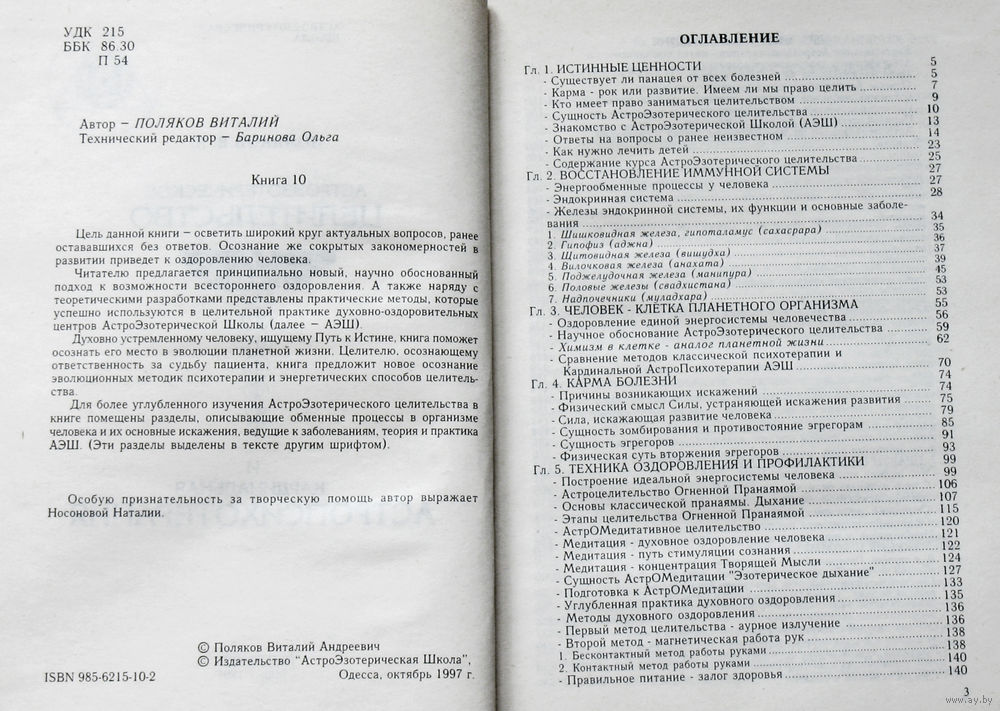 УДК 215
ББК 86.30
П 54
Автор – ПОЛЯКОВ ВИТАЛИЙ
Технический редактор – Баринова Ольга
Книга 10
Цель данной книги – осветить широкий круг актуальных вопросов, ранее
остававшихся без ответов. Осознание же сокрытых закономерностей в
развитии приведет к оздоровлению человека.
Читателю предлагается принципиально новый, научно обоснованный
подход к возможности всестороннего оздоровления. А также наряду с
теоретическими разработками представлены практические методы, которые
успешно используются в целительной практике духовно-оздоровительных
центров АстроЭзотерической Школы (далее – АЭШ).
Духовно устремленному человеку, ищущему Путь к Истине, книга поможет
осознать его место в эволюции планетной жизни. Целителю, осознающему
ответственность за судьбу пациента, книга предложит новое осознание
эволюционных методик психотерапии и энергетических способов целитель-
ства.
Для более углубленного изучения АстроЭзотерического целительства в
книге помещены разделы, описывающие обменные процессы в организме
человека и их основные искажения, ведущие к заболеваниям, теория и практика
АЭШ. (Эти разделы выделены в тексте другим шрифтом).
Особую признательность за творческую помощь автор выражает
Носоновой Наталии.
© Поляков Виталий Андреевич
© Издательство "АстроЭзотерическая Школа",
ISBN 985-6215-10-2 Одесса, октябрь 1997 г.
ОГЛАВЛЕНИЕ
Гл. 1. ИСТИННЫЕ ЦЕННОСТИ 5
- Существует ли панацея от всех болезней 5
- Карма - рок или развитие. Имеем ли мы право целить 7
- Кто имеет право заниматься целительством 9
- Сущность АстроЭзотерического целительства 10
- Знакомство с АстроЭзотерической Школой (АЭШ) 13
- Ответы на вопросы о ранее неизвестном 14
- Как нужно лечить детей 23
- Содержание курса АстроЭзотерического целительства 25
Гл. 2. ВОССТАНОВЛЕНИЕ ИММУННОЙ СИСТЕМЫ 27
- Энергообменные процессы у человека 27
- Эндокринная система 28
- Железы эндокринной системы, их функции и основные заболе-
вания 34
1. Шишковидная железа, гипоталамус (сахасрара) 35
2. Гипофиз (аджна) 36
3. Щитовидная железа (вишудха) 37
4. Вилочковая железа (анахата) 39
5. Поджелудочная железа (манипура) 45
6. Половые железы (свадхистана) 53
7. Надпочечники (муладхара) 53
Гл. 3. ЧЕЛОВЕК - КЛЕТКА ПЛАНЕТНОГО ОРГАНИЗМА 55
- Оздоровление единой энергосистемы человечества 56
- Научное обоснование АстроЭзотерического целительства 59
- Химизм в клетке - аналог планетной жизни 62
- Сравнение методов классической психотерапии и
Кардинальной АстроПсихотерапии АЭШ 70
Гл. 4. КАРМА БОЛЕЗНИ 74
- Причины возникающих искажений 74
- Физический смысл Силы, устраняющей искажения развития 75
- Сила, искажающая развитие человека 79
- Сущность зомбирования и противостояние эгрегорам 85
- Сущность эгрегоров 91
- Физическая суть вторжения эгрегоров 93
Гл. 5. ТЕХНИКА ОЗДОРОВЛЕНИЯ И ПРОФИЛАКТИКИ 99
- Построение идеальной энергосистемы человека 99
- Астроцелительство Огненной Пранаямой 106
- Основы классической пранаямы. Дыхание 107
- Этапы целительства Огненной Пранаямой 115
- АстрОМедитативное целительство 120
- Медитация - духовное оздоровление человека 121
- Медитация - путь стимуляции сознания 122
- Медитация - концентрация Творящей Мысли 124
- Сущность АстрОМедитации "Эзотерическое дыхание" 127
- Подготовка к АстрОМедитации 133
- Углубленная практика духовного оздоровления 135
- Методы духовного оздоровления 136
- Первый метод целительства - аурное излучение 136
- Второй метод - магнетическая работа рук 138
1. Бесконтактный метод работы руками 138
2. Контактный метод работы руками 140
- Правильное питание - залог здоровья 140
3
www.ay.by